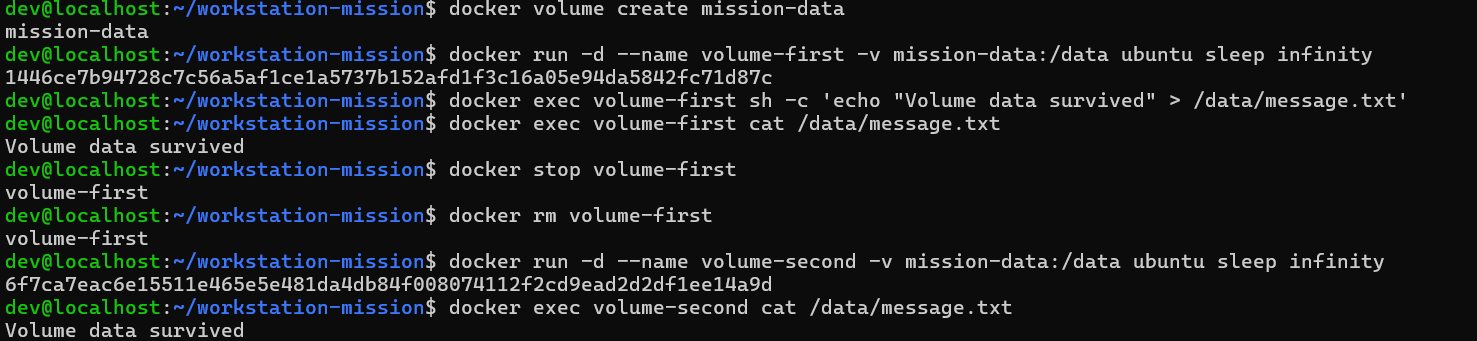 dev@localhost:~/workstation-mission$ docker volume create mission-data
mission-data
dev@localhost:~/workstation-mission$ docker run -d --name volume-first -v mission-data:/data ubuntu sleep infinity
1446ce7b94728c7c56a5af1ce1a5737b152afd1f3c16a05e94da5842fc71d87c
dev@localhost:~/workstation-mission$ docker exec volume-first sh -c 'echo "Volume data survived" > /data/message.txt'
dev@localhost:~/workstation-mission$ docker exec volume-first cat /data/message.txt
Volume data survived
dev@localhost:~/workstation-mission$ docker stop volume-first
volume-first
dev@localhost:~/workstation-mission$ docker rm volume-first
volume-first
dev@localhost:~/workstation-mission$ docker run -d --name volume-second -v mission-data:/data ubuntu sleep infinity
6f7ca7eac6e15511e465e5e481da4db84f008074112f2cd9ead2d2df1ee14a9d
dev@localhost:~/workstation-mission$ docker exec volume-second cat /data/message.txt
Volume data survived